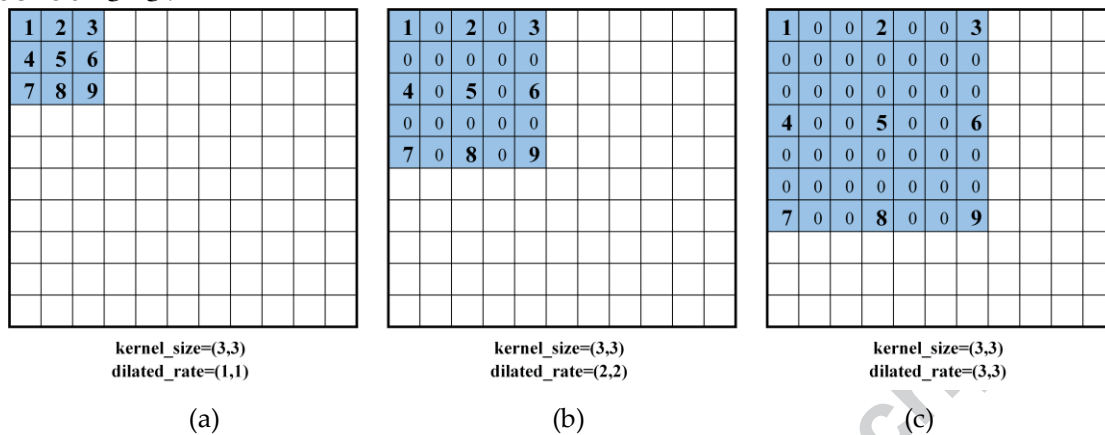 1 2 3
4 5 6
7 8 9
kernel_size=(3,3)
dilated_rate=(1,1)
(a)
1 0 2 0 3
0 0 0 0 0
4 0 5 0 6
0 0 0 0 0
7 0 8 0 9
kernel_size=(3,3)
dilated_rate=(2,2)
(b)
1 0 0 2 0 0 3
0 0 0 0 0 0 0
0 0 0 0 0 0 0
4 0 0 5 0 0 6
0 0 0 0 0 0 0
0 0 0 0 0 0 0
7 0 0 8 0 0 9
kernel_size=(3,3)
dilated_rate=(3,3)
(c)